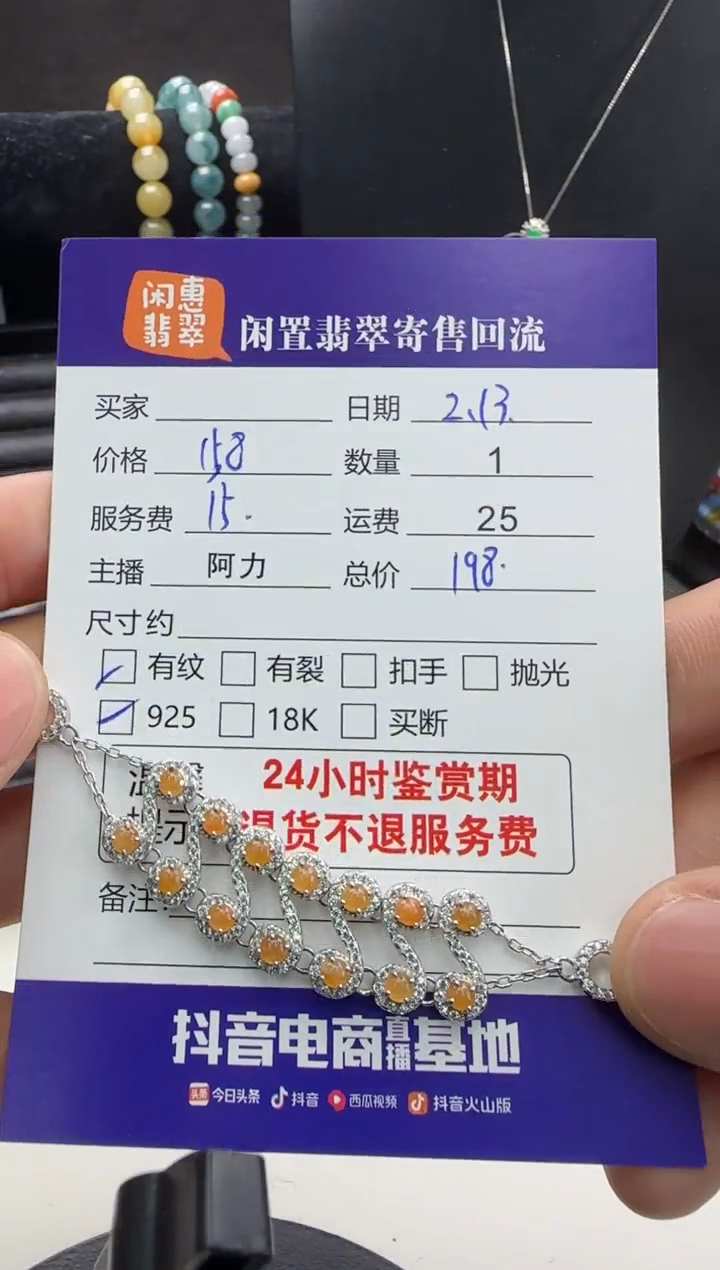 闲惠
翡翠
闲置翡翠寄售回流
买家 日期 2.13.
价格 158 数量 1
服务费 15. 运费 25
主播 阿力 总价 198.
尺寸约
有纹 有裂 扣手 抛光
925 18K 买断
24小时鉴赏期
提示 退货不退服务费
备注:
抖音电商直播基地
头条 今日头条 抖音 西瓜视频 抖音火山版